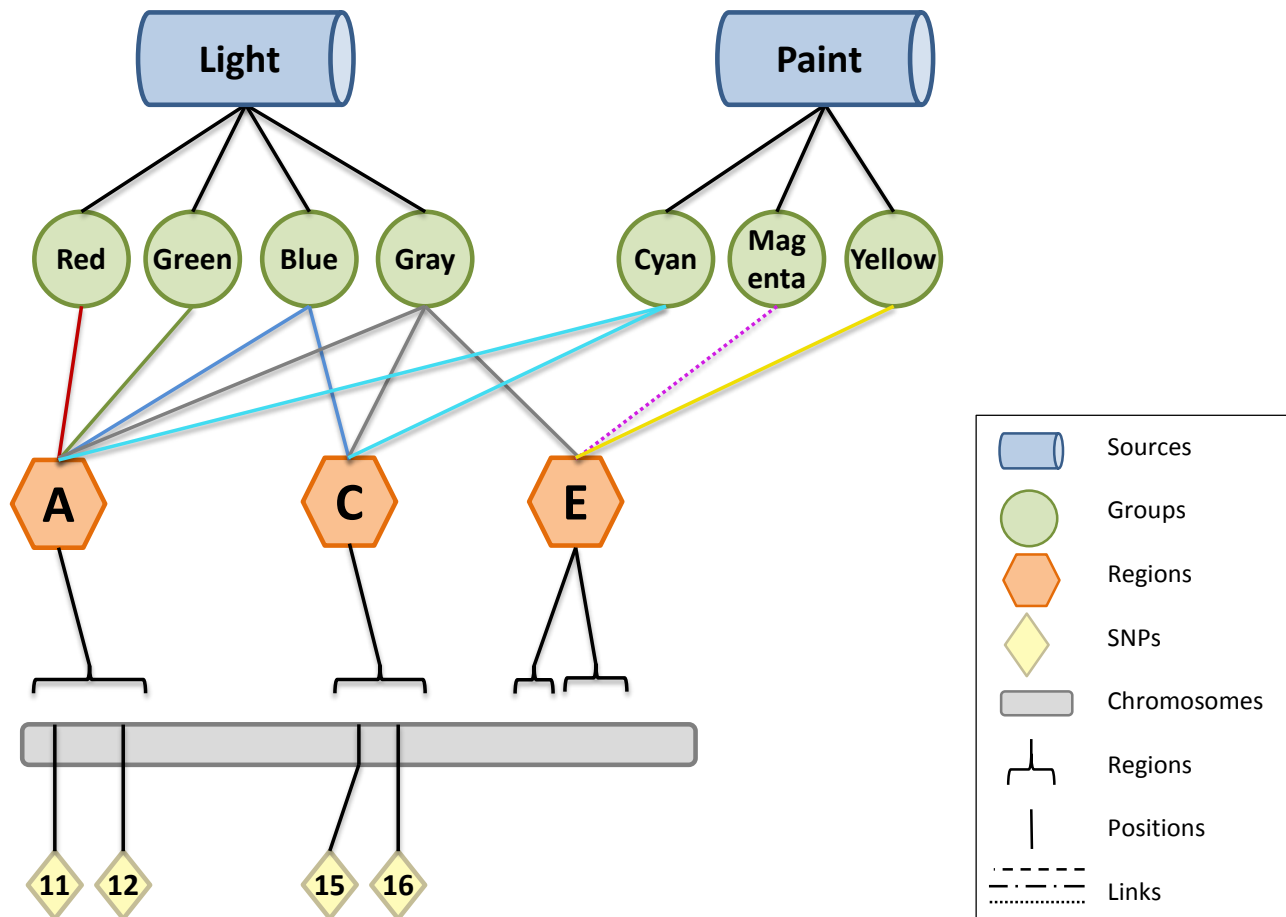 Light
Paint
Red
Green
Blue
Gray
Cyan
Mag
enta
Yellow
A
C
E
11
12
15
16
Sources
Groups
Regions
SNPs
Chromosomes
Regions
Positions
Links